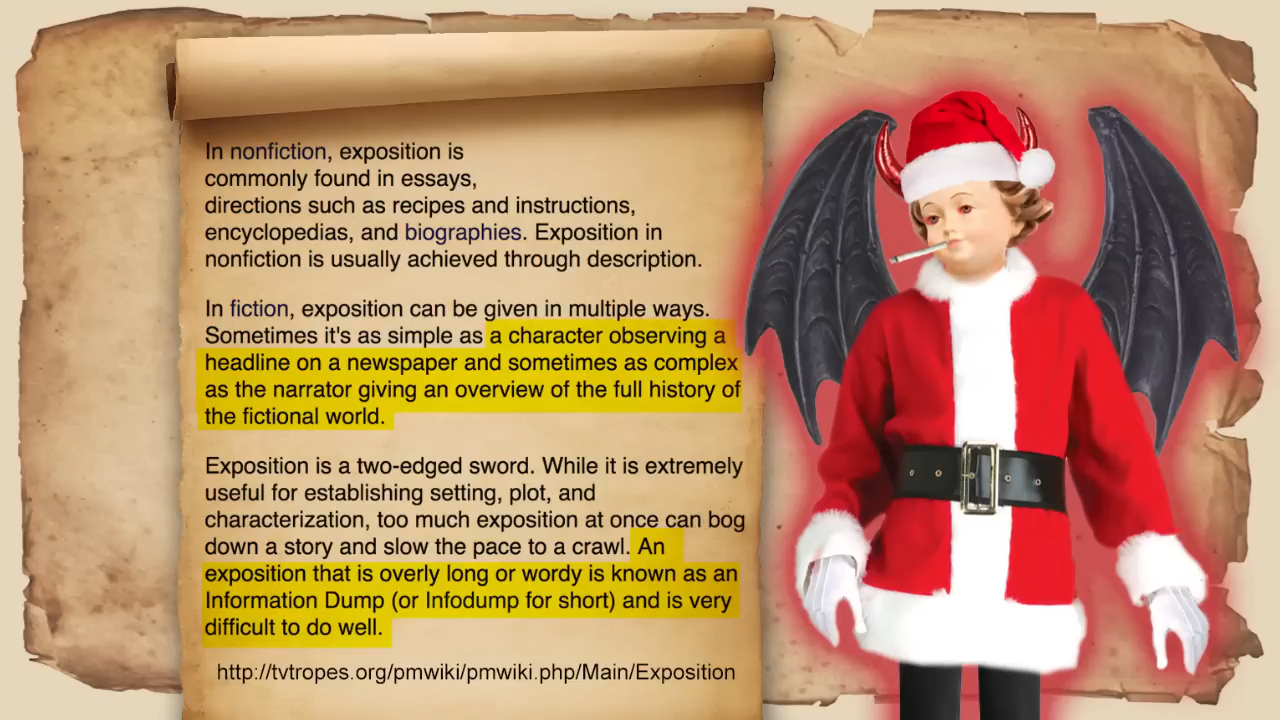 In nonfiction, exposition is
commonly found in essays,
directions such as recipes and instructions,
encyclopedias, and biographies. Exposition in
nonfiction is usually achieved through description.
In fiction, exposition can be given in multiple ways.
Sometimes it's as simple as a character observing a
headline on a newspaper and sometimes as complex
as the narrator giving an overview of the full history of
the fictional world.
Exposition is a two-edged sword. While it is extremely
useful for establishing setting, plot, and
characterization, too much exposition at once can bog
down a story and slow the pace to a crawl. An
exposition that is overly long or wordy is known as an
Information Dump (or Infodump for short) and is very
difficult to do well.
http://tvtropes.org/pmwiki/pmwiki.php/Main/Exposition